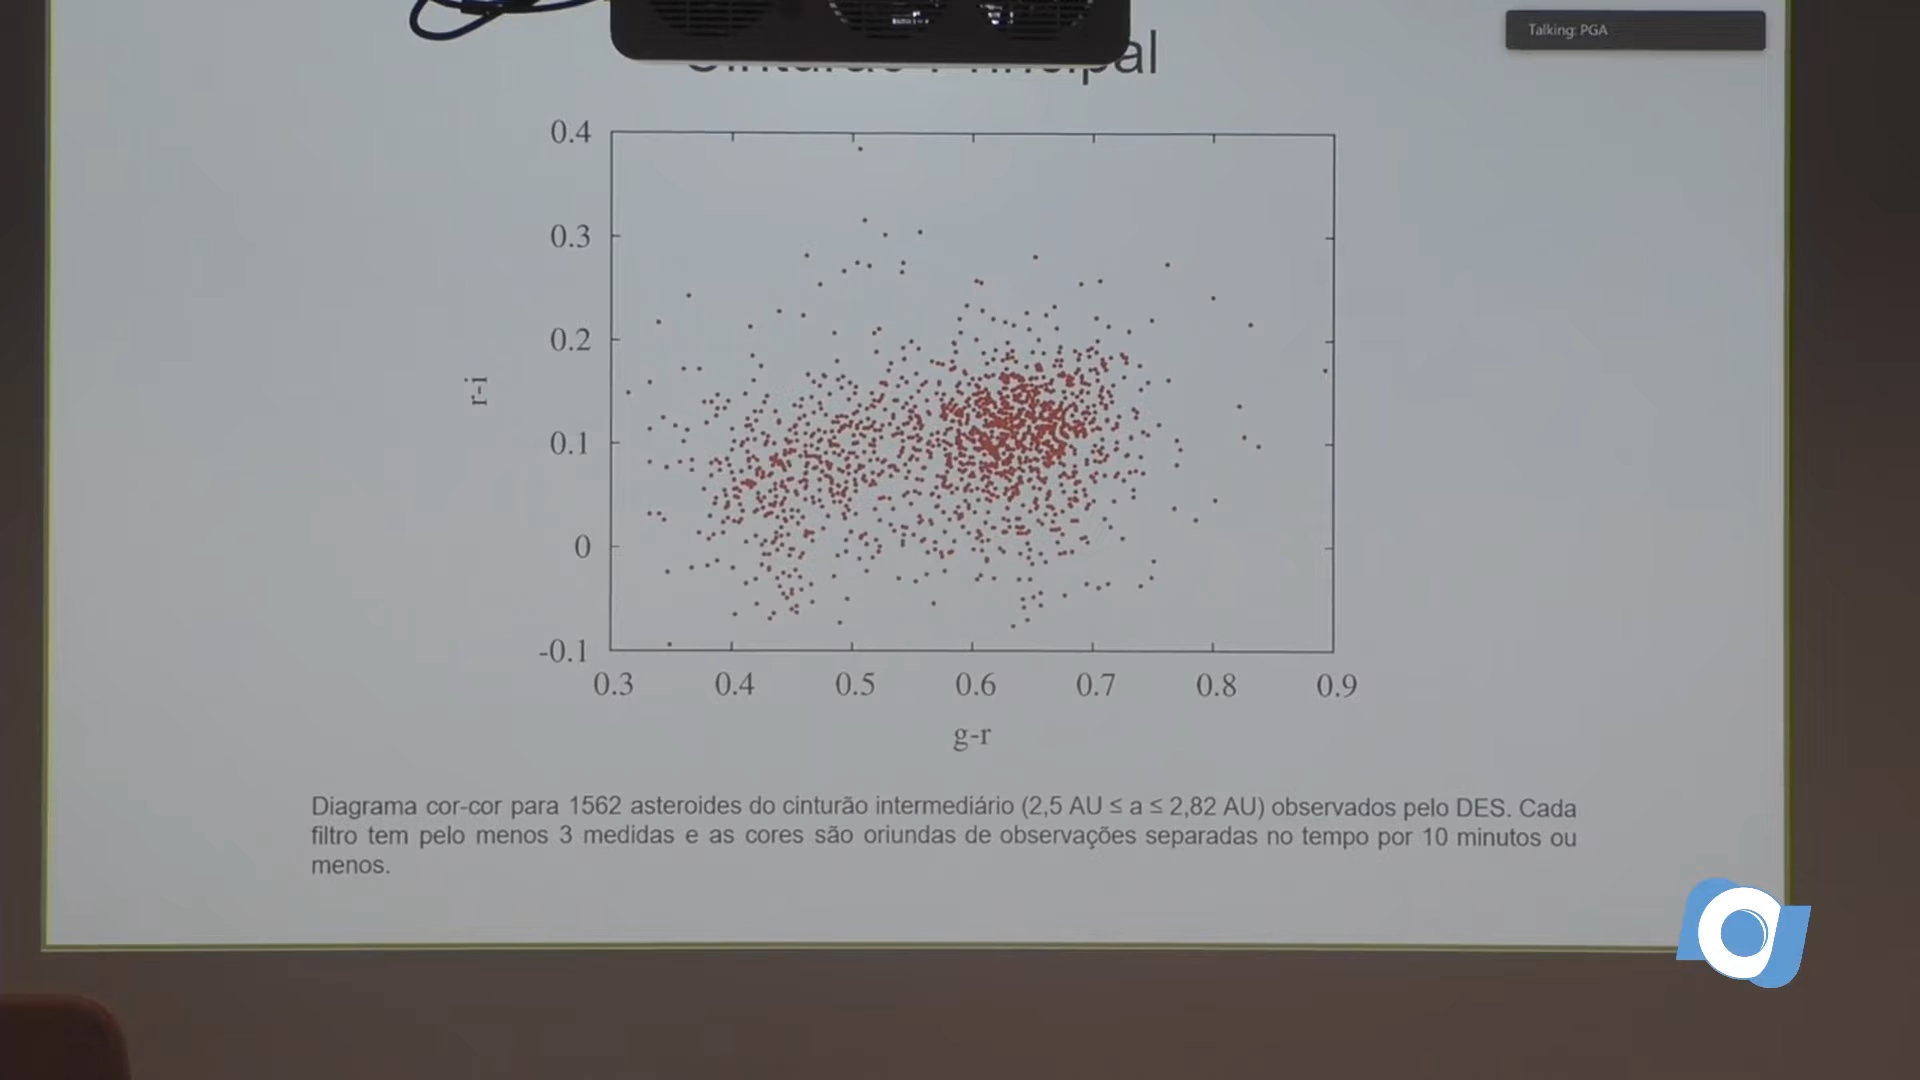 Talking: PGA
Cinturão Principal
0.4
0.3
0.2
0.1
0
-0.1
r-i
0.3 0.4 0.5 0.6 0.7 0.8 0.9
g-r
Diagrama cor-cor para 1562 asteroides do cinturão intermediário (2,5 AU ≤ a ≤ 2,82 AU) observados pelo DES. Cada
filtro tem pelo menos 3 medidas e as cores são oriundas de observações separadas no tempo por 10 minutos ou
menos.